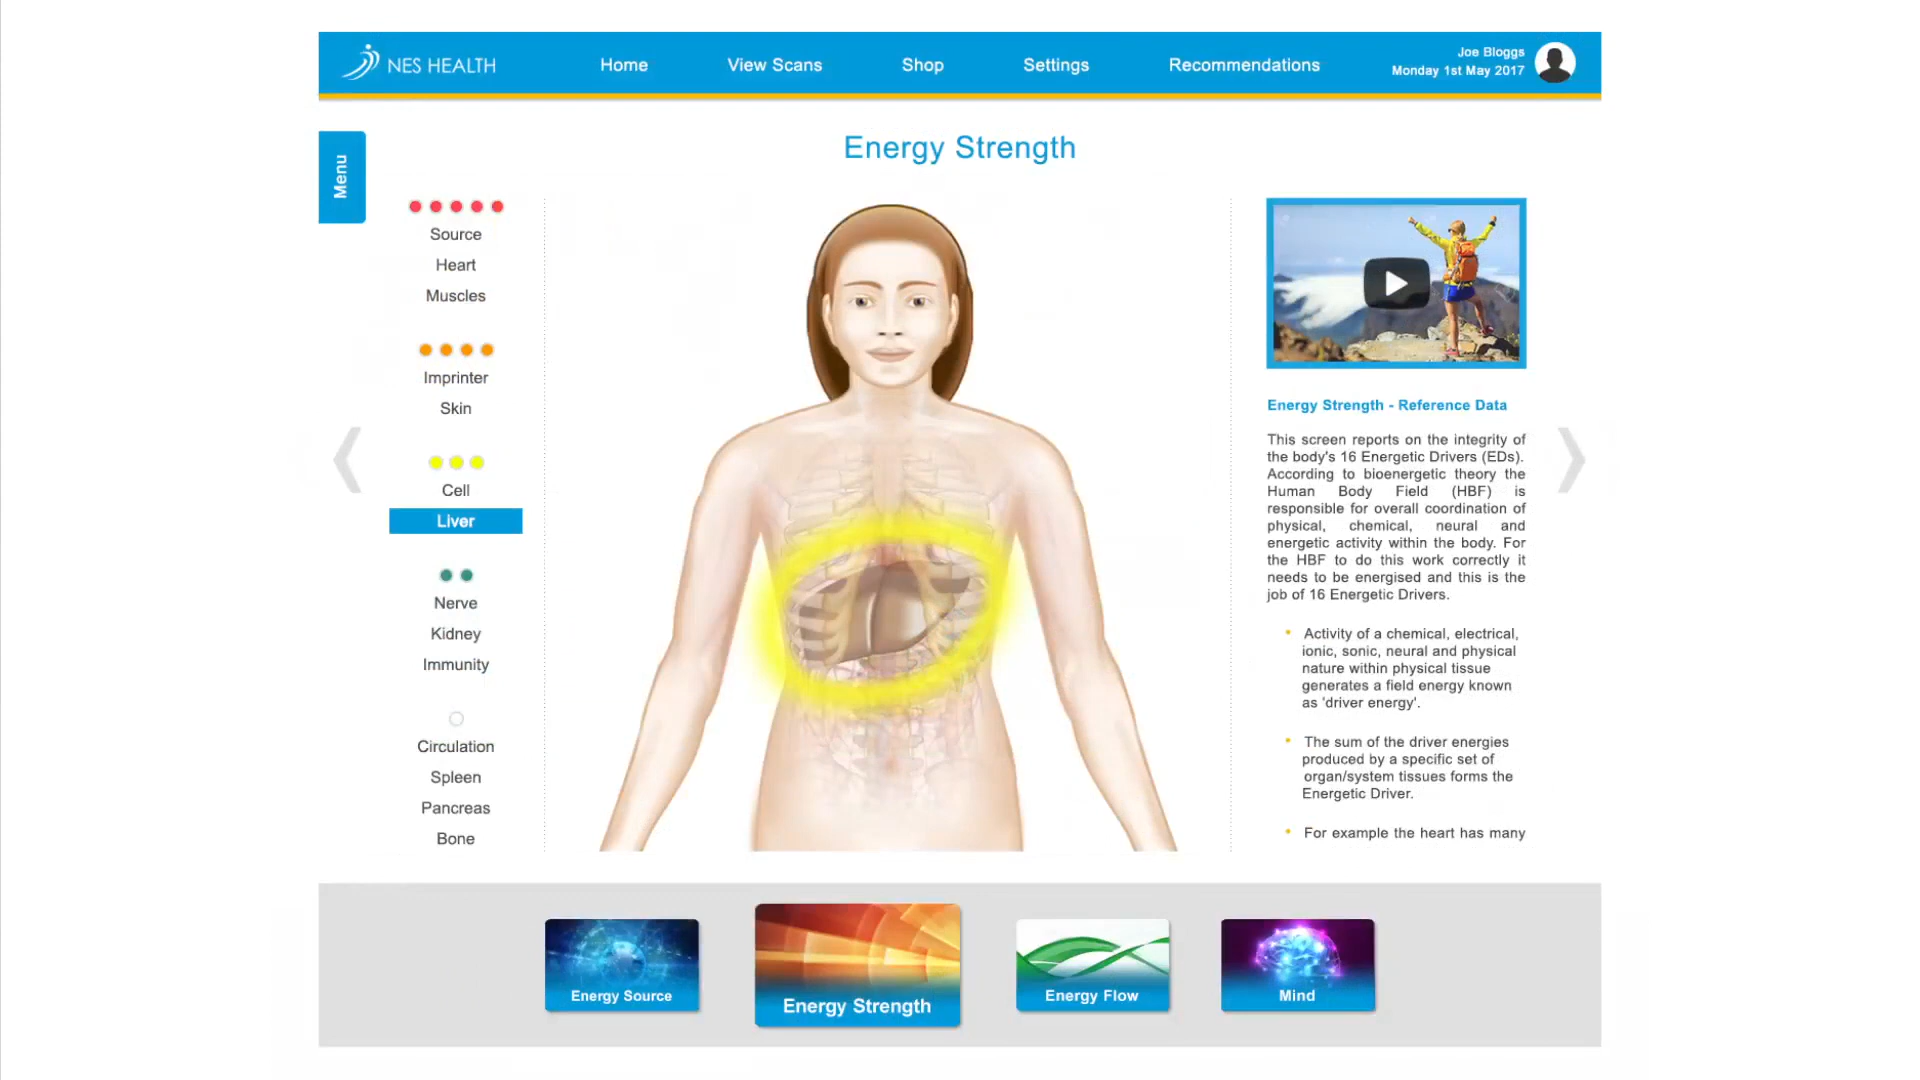 NES HEALTH
Home
View Scans
Shop
Settings
Recommendations
Joe Bloggs
Monday 1st May 2017
Menu
Energy Strength
Source
Heart
Muscles
Imprinter
Skin
Cell
Liver
Nerve
Kidney
Immunity
Circulation
Spleen
Pancreas
Bone
Energy Strength - Reference Data
This screen reports on the integrity of
the body's 16 Energetic Drivers (EDs).
According to bioenergetic theory the
Human Body Field (HBF) is
responsible for overall coordination of
physical, chemical, neural and
energetic activity within the body. For
the HBF to do this work correctly it
needs to be energised and this is the
job of 16 Energetic Drivers.
• Activity of a chemical, electrical,
ionic, sonic, neural and physical
nature within physical tissue
generates a field energy known
as 'driver energy'.
• The sum of the driver energies
produced by a specific set of
organ/system tissues forms the
Energetic Driver.
• For example the heart has many
Energy Source
Energy Strength
Energy Flow
Mind